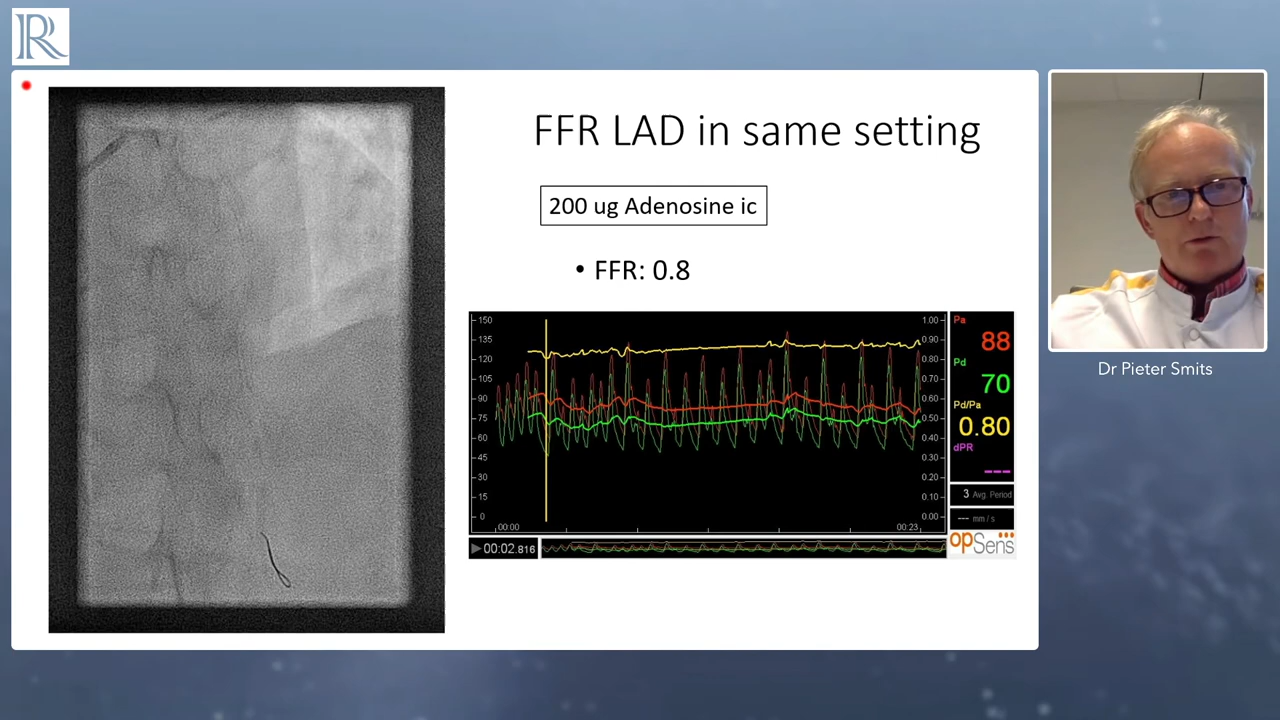 R
FFR LAD in same setting
200 ug Adenosine ic
• FFR: 0.8
150
135
120
105
90
75
60
45
30
15
0
1.00
0.90
0.80
0.70
0.60
0.50
0.40
0.30
0.20
0.10
0.00
00:00
00:23
Pa
88
Pd
70
Pd/Pa
0.80
dPR
---
3 Avg. Period
--- mm / s
00:02.816
opSens
Dr Pieter Smits